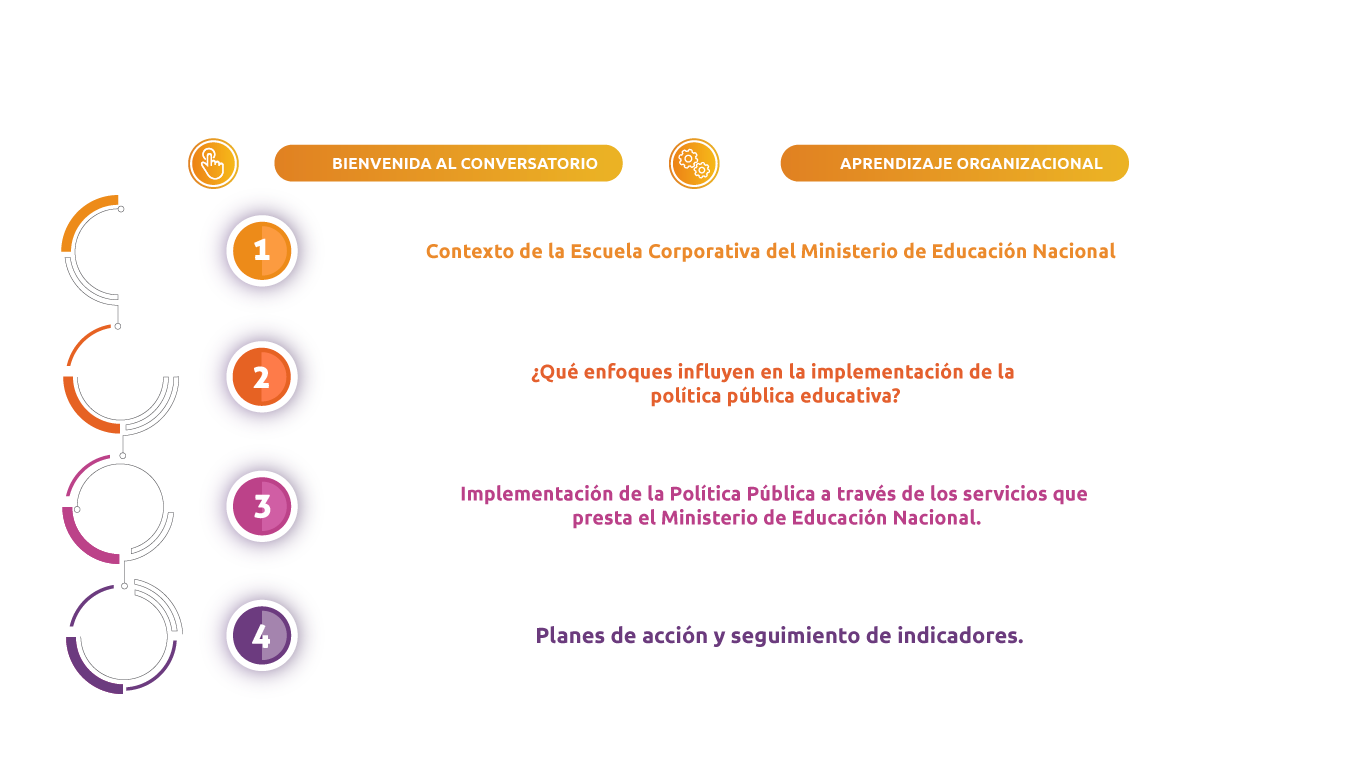 BIENVENIDA AL CONVERSATORIO
APRENDIZAJE ORGANIZACIONAL
1
Contexto de la Escuela Corporativa del Ministerio de Educación Nacional
2
¿Qué enfoques influyen en la implementación de la
política pública educativa?
3
Implementación de la Política Pública a través de los servicios que
presta el Ministerio de Educación Nacional.
4
Planes de acción y seguimiento de indicadores.